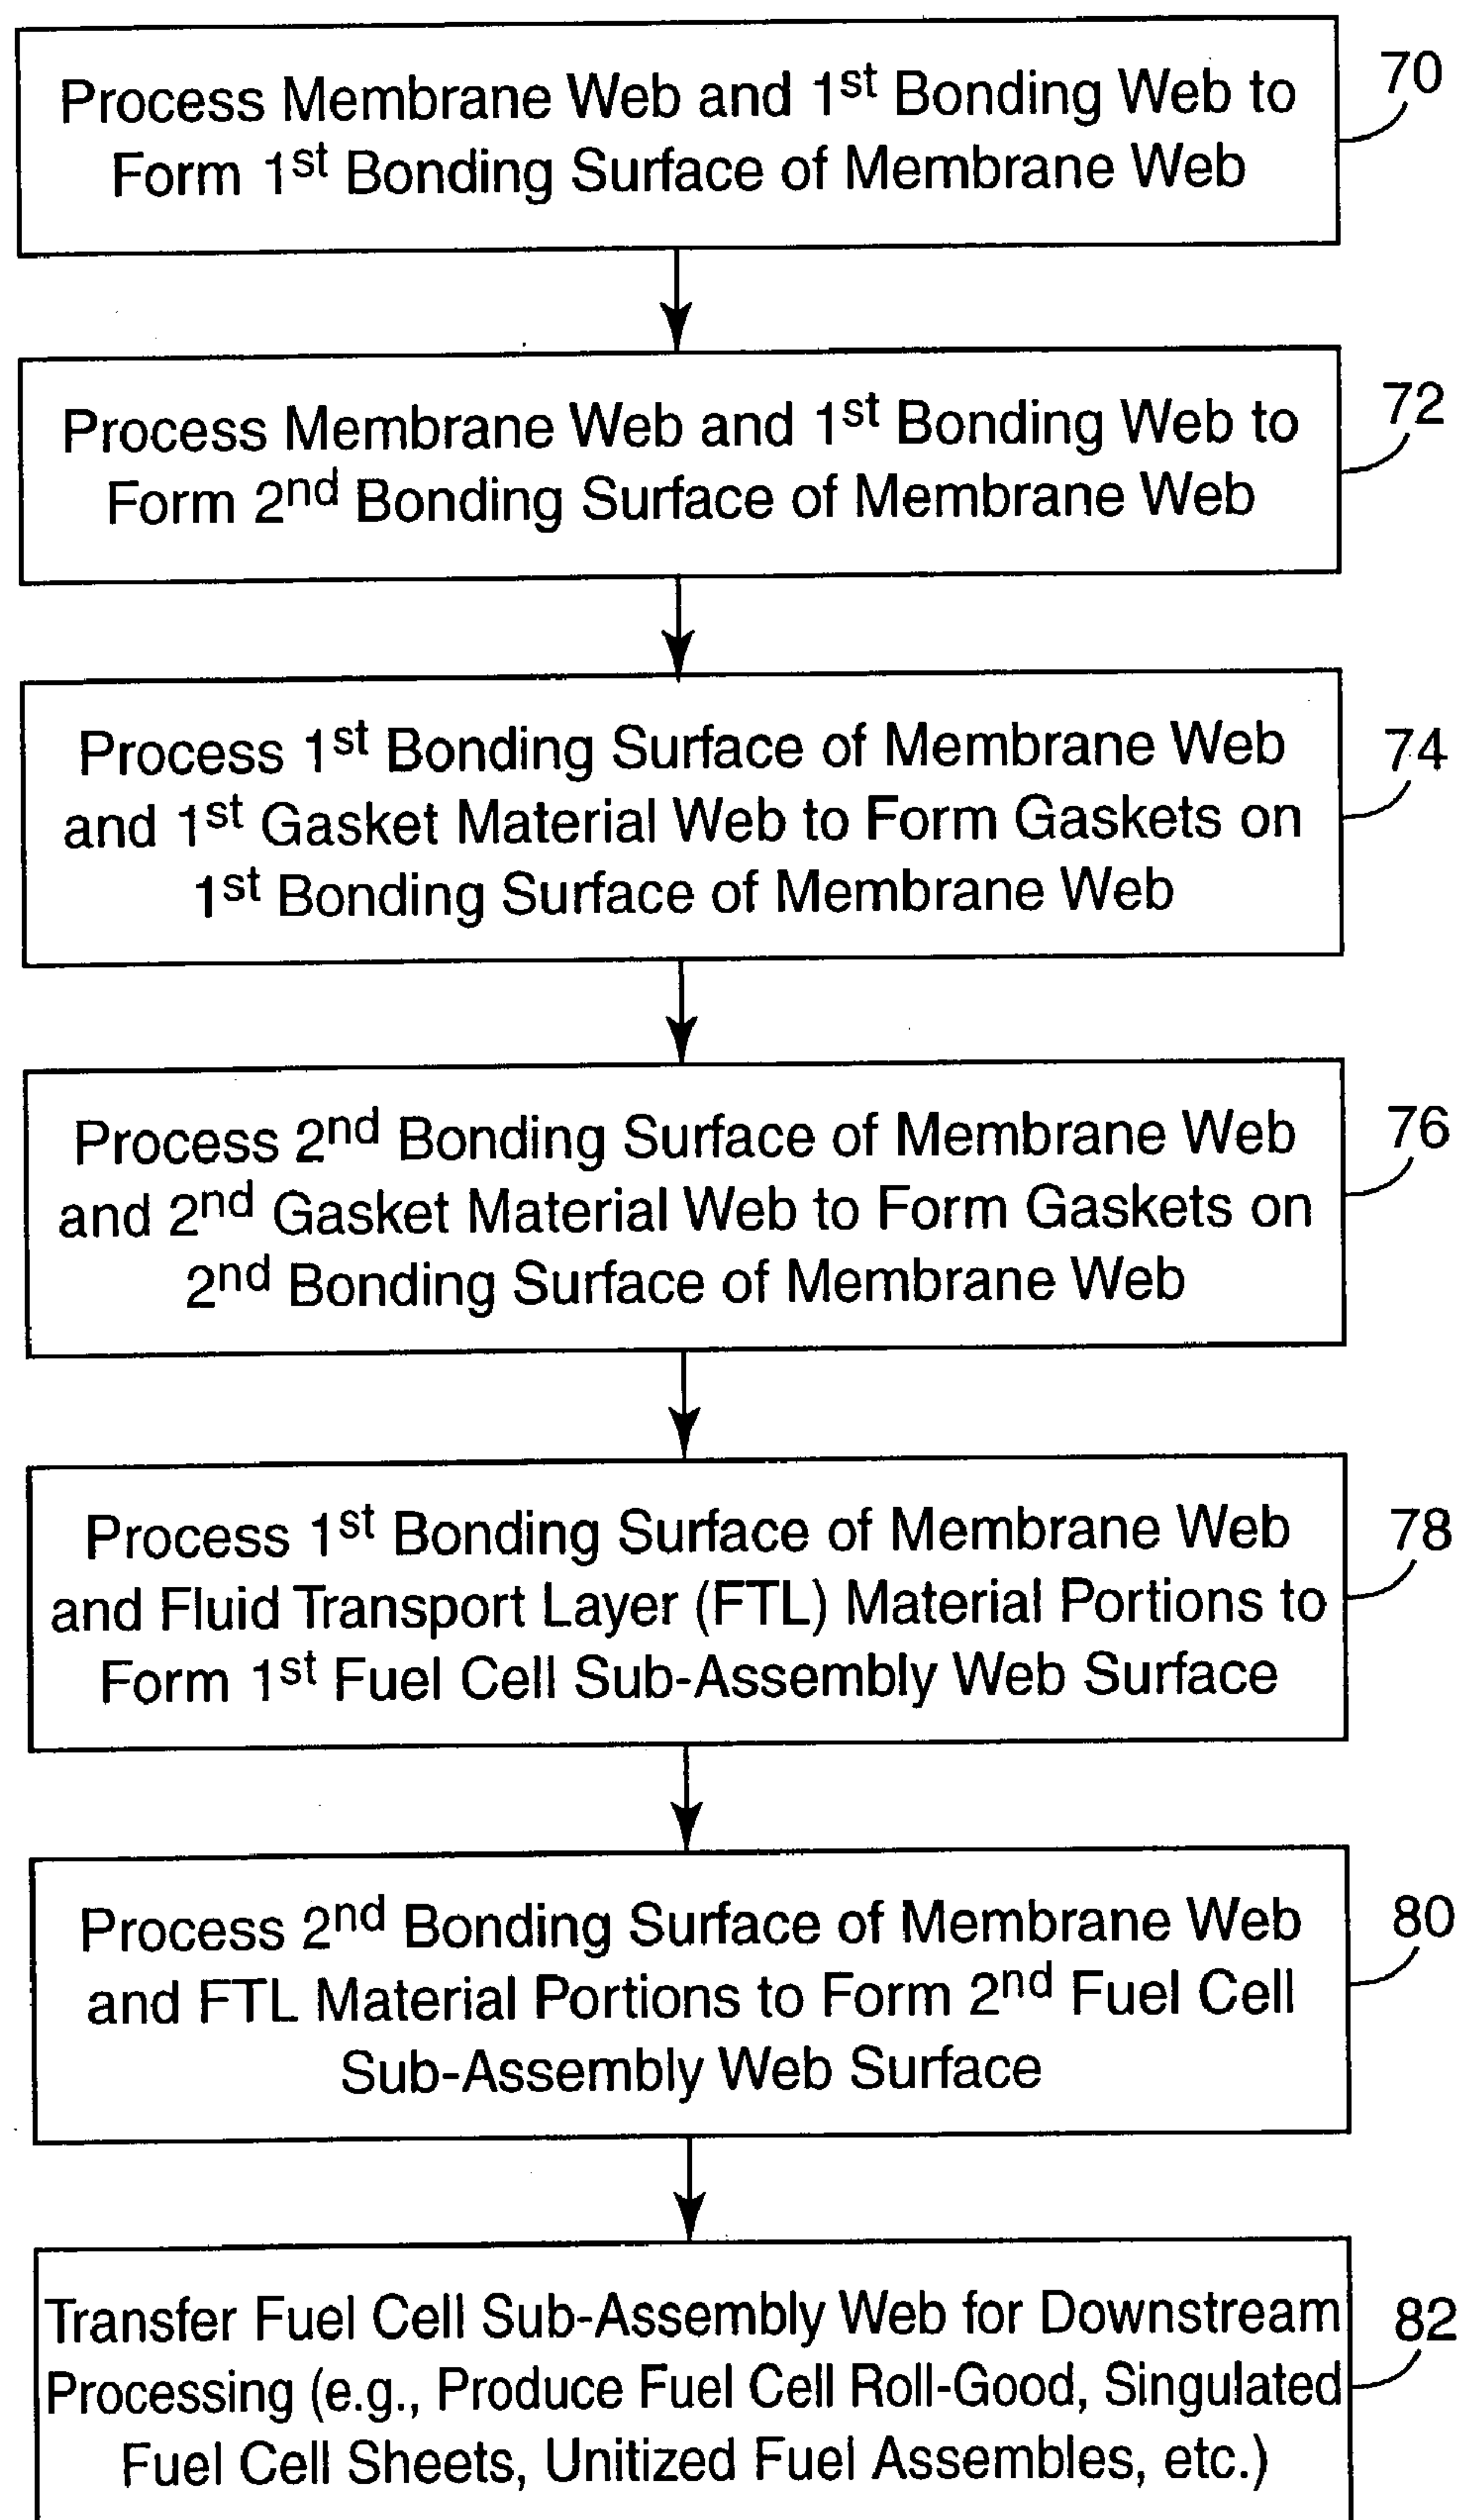 Process Membrane Web and 1st Bonding Web to
Form 1st Bonding Surface of Membrane Web
70
Process Membrane Web and 1st Bonding Web to
Form 2nd Bonding Surface of Membrane Web
72
Process 1st Bonding Surface of Membrane Web
and 1st Gasket Material Web to Form Gaskets on
1st Bonding Surface of Membrane Web
74
Process 2nd Bonding Surface of Membrane Web
and 2nd Gasket Material Web to Form Gaskets on
2nd Bonding Surface of Membrane Web
76
Process 1st Bonding Surface of Membrane Web
and Fluid Transport Layer (FTL) Material Portions to
Form 1st Fuel Cell Sub-Assembly Web Surface
78
Process 2nd Bonding Surface of Membrane Web
and FTL Material Portions to Form 2nd Fuel Cell
Sub-Assembly Web Surface
80
Transfer Fuel Cell Sub-Assembly Web for Downstream
Processing (e.g., Produce Fuel Cell Roll-Good, Singulated
Fuel Cell Sheets, Unitized Fuel Assembles, etc.)
82